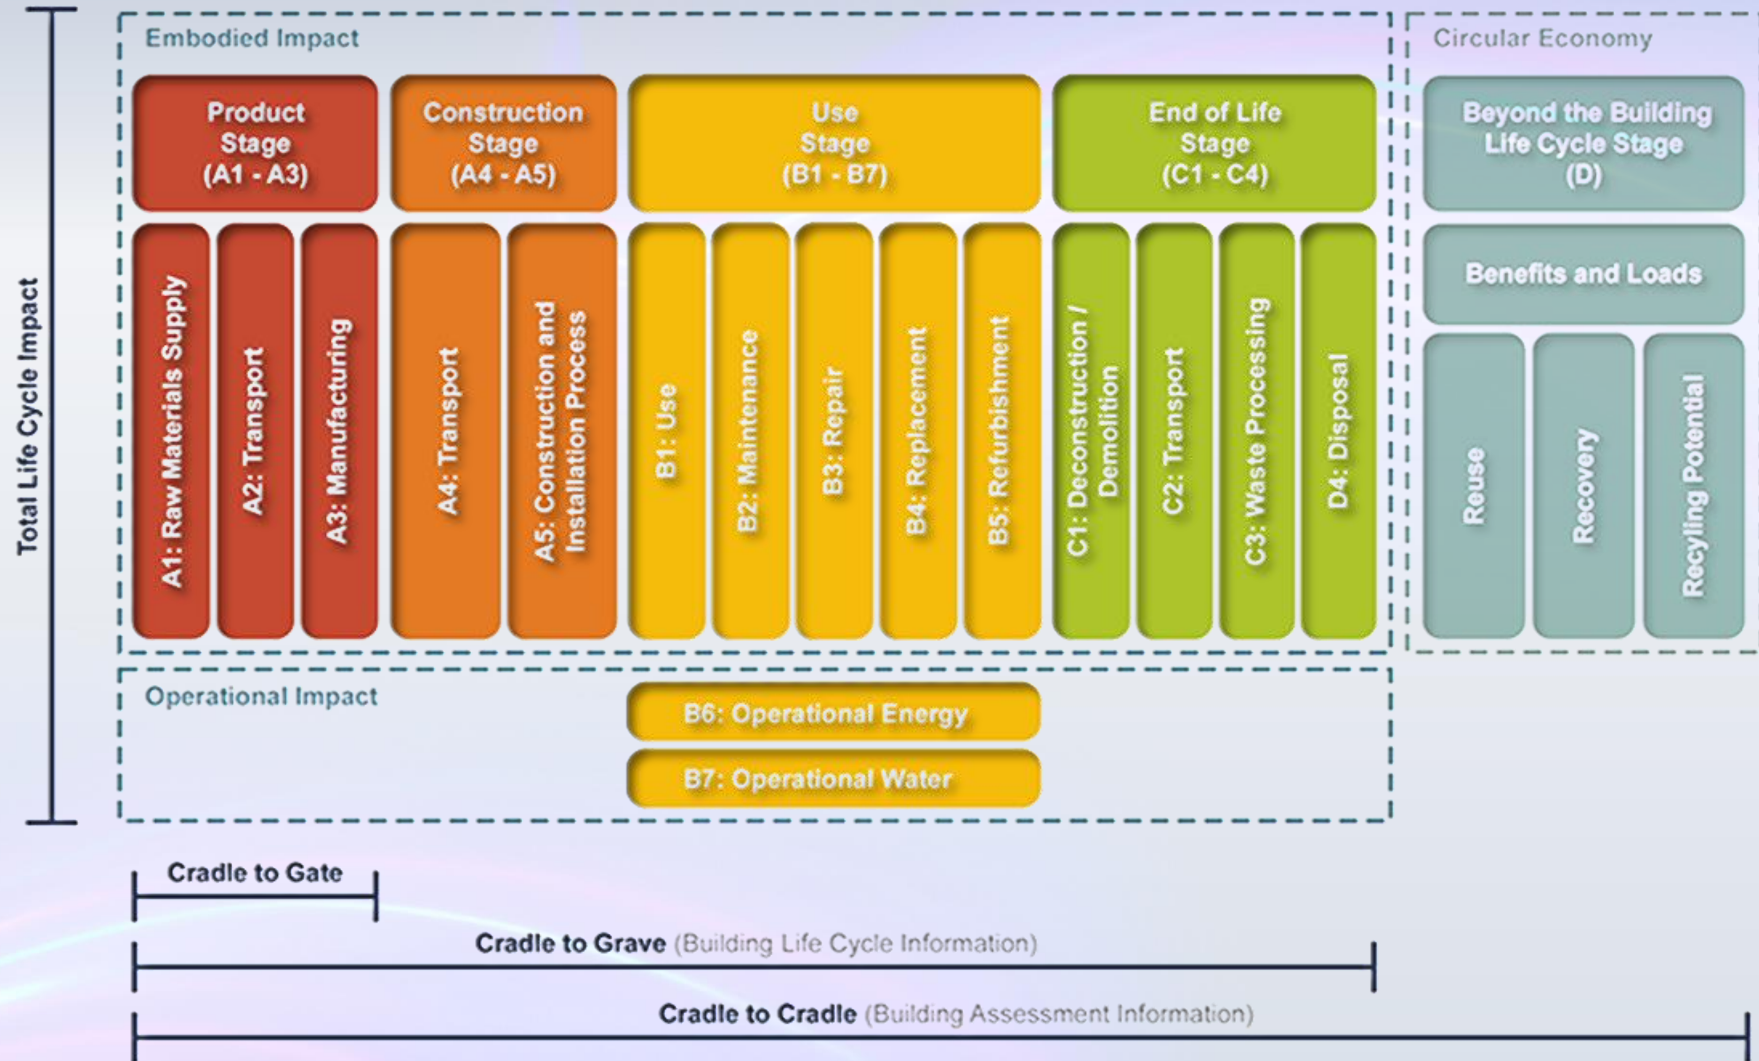 Total Life Cycle Impact
Embodied Impact
Product
Stage
(A1 - A3)
Construction
Stage
(A4 - A5)
Use
Stage
(B1 - B7)
End of Life
Stage
(C1 - C4)
A1: Raw Materials Supply
A2: Transport
A3: Manufacturing
A4: Transport
A5: Construction and
Installation Process
B1: Use
B2: Maintenance
B3: Repair
B4: Replacement
B5: Refurbishment
C1: Deconstruction /
Demolition
C2: Transport
C3: Waste Processing
D4: Disposal
Circular Economy
Beyond the Building
Life Cycle Stage
(D)
Benefits and Loads
Reuse
Recovery
Recyling Potential
Operational Impact
B6: Operational Energy
B7: Operational Water
Cradle to Gate
Cradle to Grave (Building Life Cycle Information)
Cradle to Cradle (Building Assessment Information)